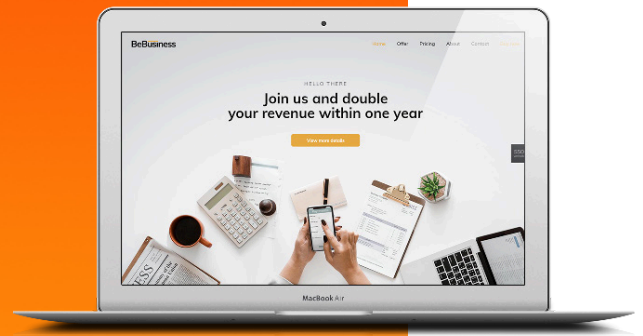 BeBusiness
Home Offer Pricing About Contact
HELLO THERE
Join us and double
your revenue within one year
View more details
MacBook Air